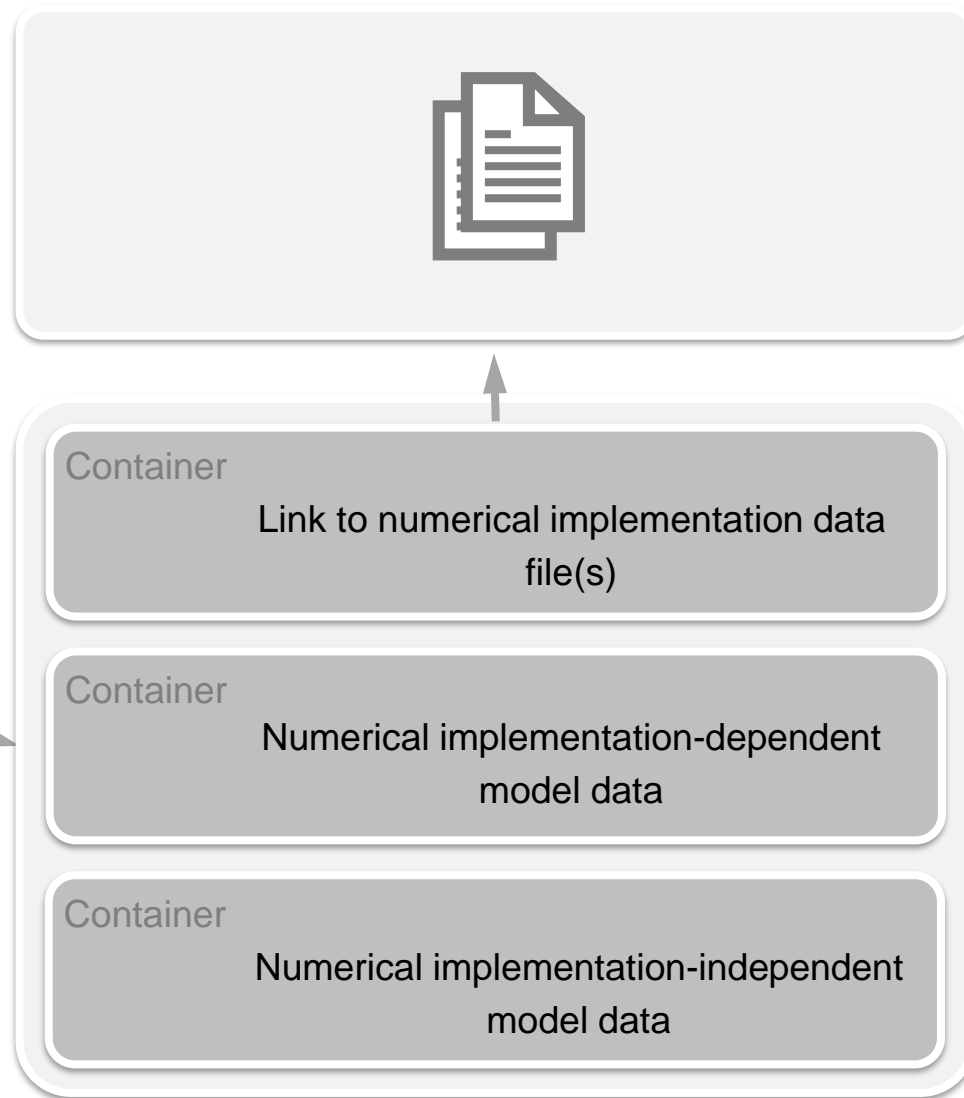 Container
Link to numerical implementation data
file(s)
Container
Numerical implementation-dependent
model data
Container
Numerical implementation-independent
model data